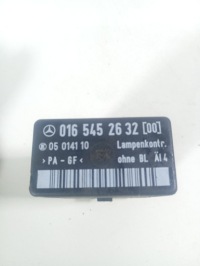 016 545 26 32 [00]
05 0141 10 Lampenkontr.
>PA - GF< ohne BL ÄI 4